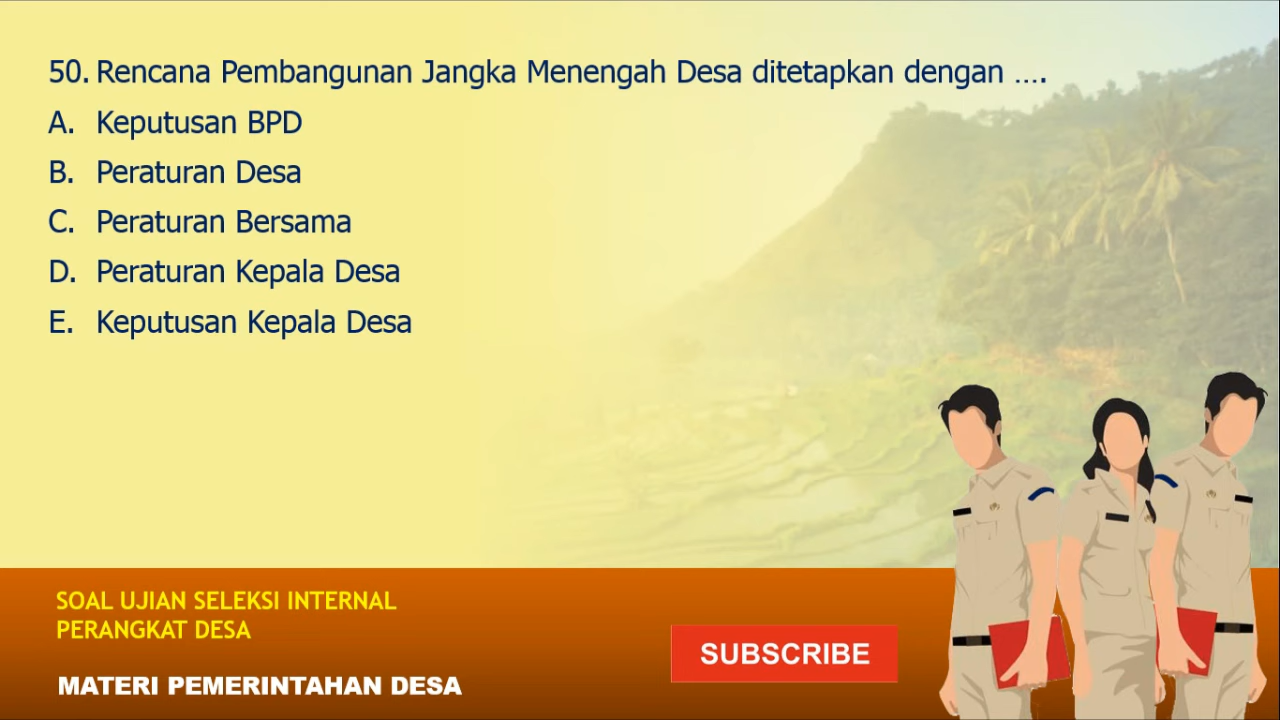 50. Rencana Pembangunan Jangka Menengah Desa ditetapkan dengan ....
A. Keputusan BPD
B. Peraturan Desa
C. Peraturan Bersama
D. Peraturan Kepala Desa
E. Keputusan Kepala Desa
SOAL UJIAN SELEKSI INTERNAL
PERANGKAT DESA
MATERI PEMERINTAHAN DESA
SUBSCRIBE